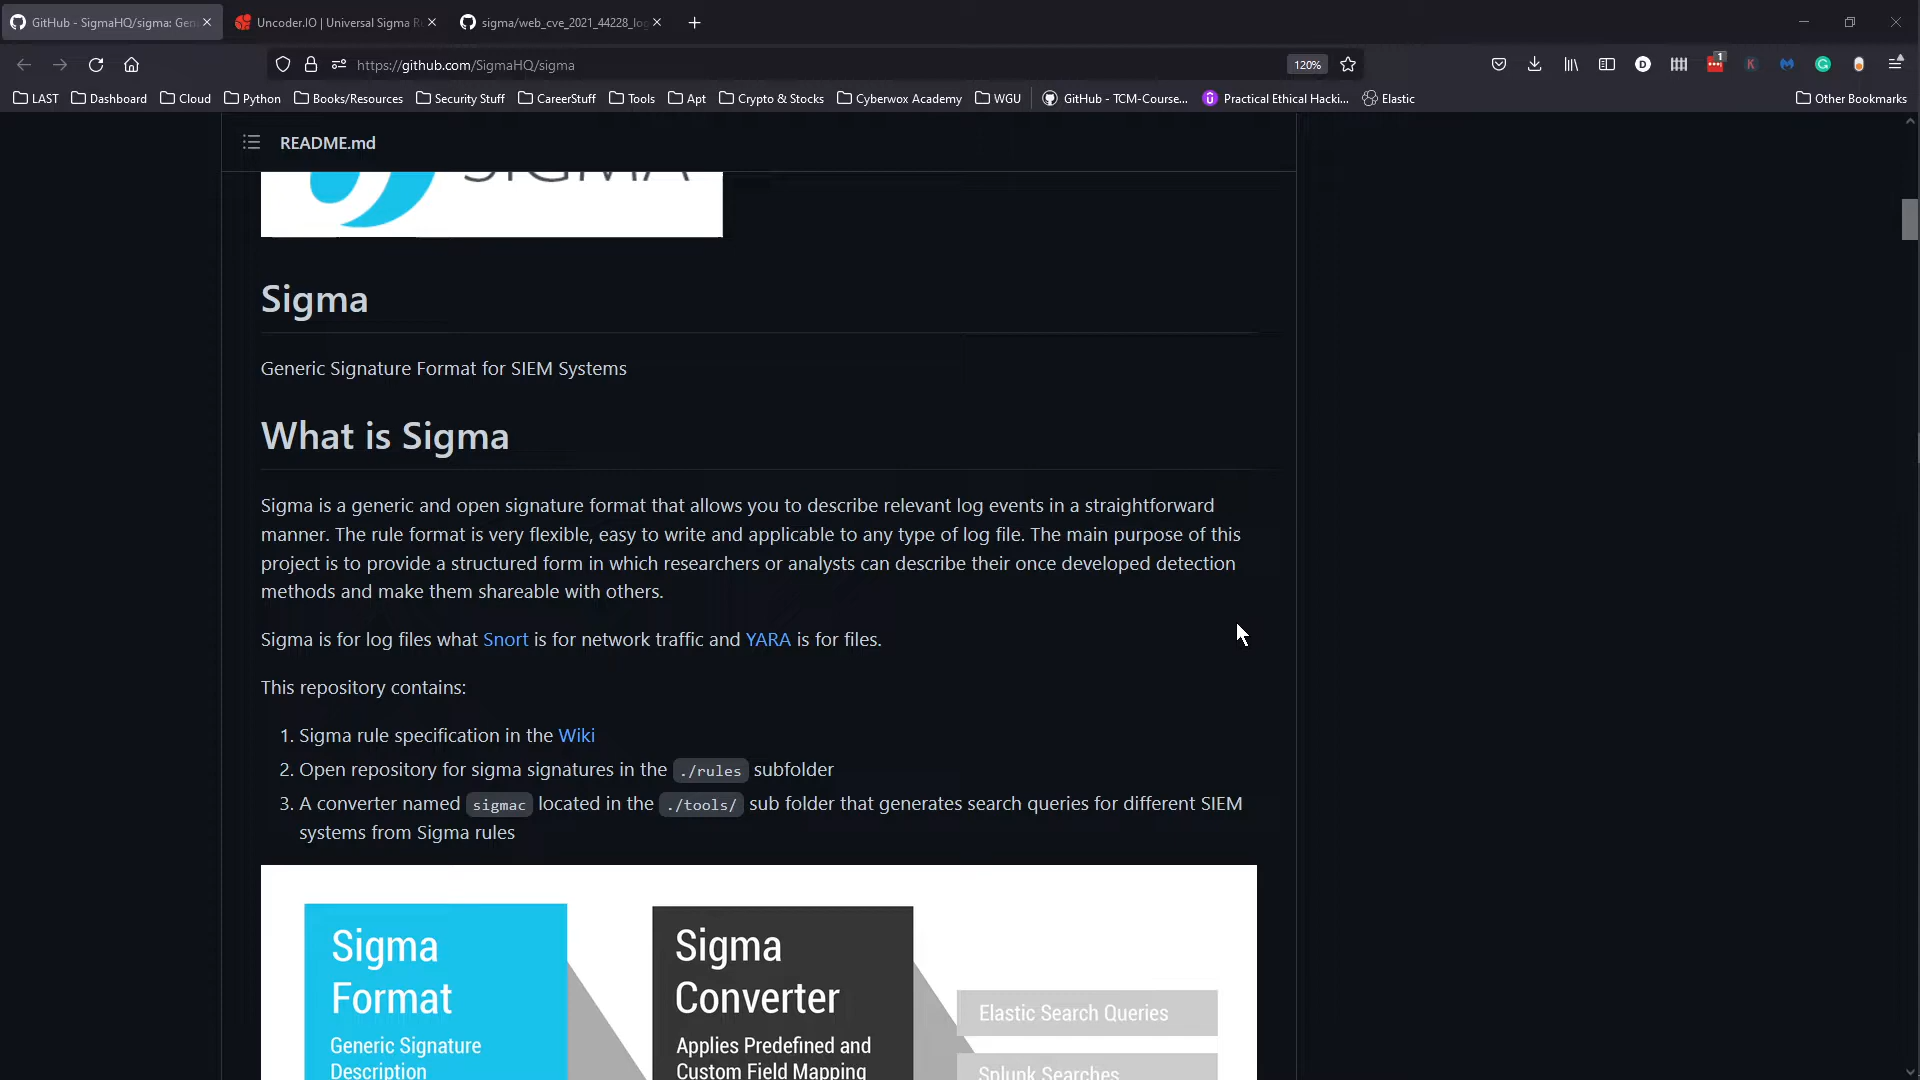 GitHub - SigmaHQ/sigma: Gen
Uncoder.IO | Universal Sigma R
sigma/web_cve_2021_44228_lo
https://github.com/SigmaHQ/sigma
120%
1
LAST
Dashboard
Cloud
Python
Books/Resources
Security Stuff
CareerStuff
Tools
Apt
Crypto & Stocks
Cyberwox Academy
WGU
GitHub - TCM-Course...
Practical Ethical Hacki...
Elastic
Other Bookmarks
README.md
SIGMA
Sigma
Generic Signature Format for SIEM Systems
What is Sigma
Sigma is a generic and open signature format that allows you to describe relevant log events in a straightforward
manner. The rule format is very flexible, easy to write and applicable to any type of log file. The main purpose of this
project is to provide a structured form in which researchers or analysts can describe their once developed detection
methods and make them shareable with others.
Sigma is for log files what Snort is for network traffic and YARA is for files.
This repository contains:
1. Sigma rule specification in the Wiki
2. Open repository for sigma signatures in the ./rules subfolder
3. A converter named sigmac located in the ./tools/ sub folder that generates search queries for different SIEM
systems from Sigma rules
Sigma
Format
Generic Signature
Description
Sigma
Converter
Applies Predefined and
Custom Field Mapping
Elastic Search Queries
Splunk Searches